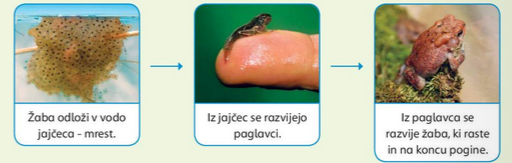 Žaba odloži v vodo
jajčeca - mrest.
Iz jajčec se razvijejo
paglavci.
Iz paglavca se
razvije žaba, ki raste
in na koncu pogine.